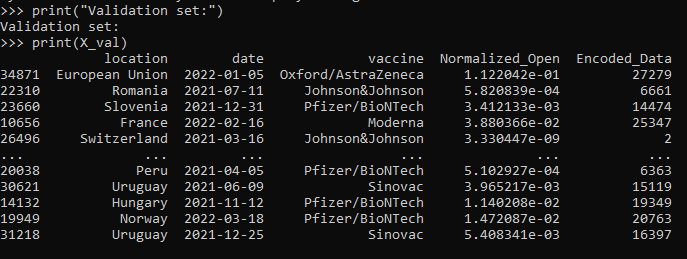 >>> print("Validation set:")
Validation set:
>>> print(X_val)
location date vaccine Normalized_Open Encoded_Data
34871 European Union 2022-01-05 Oxford/AstraZeneca 1.122042e-01 27279
22310 Romania 2021-07-11 Johnson&Johnson 5.820839e-04 6661
23660 Slovenia 2021-12-31 Pfizer/BioNTech 3.412133e-03 14474
10656 France 2022-02-16 Moderna 3.880366e-02 25347
26496 Switzerland 2021-03-16 Johnson&Johnson 3.330447e-09 2
... ... ... ... ... ...
20038 Peru 2021-04-05 Pfizer/BioNTech 5.102927e-04 6363
30621 Uruguay 2021-06-09 Sinovac 3.965217e-03 15119
14132 Hungary 2021-11-12 Pfizer/BioNTech 1.140208e-02 19349
19949 Norway 2022-03-18 Pfizer/BioNTech 1.472087e-02 20763
31218 Uruguay 2021-12-25 Sinovac 5.408341e-03 16397